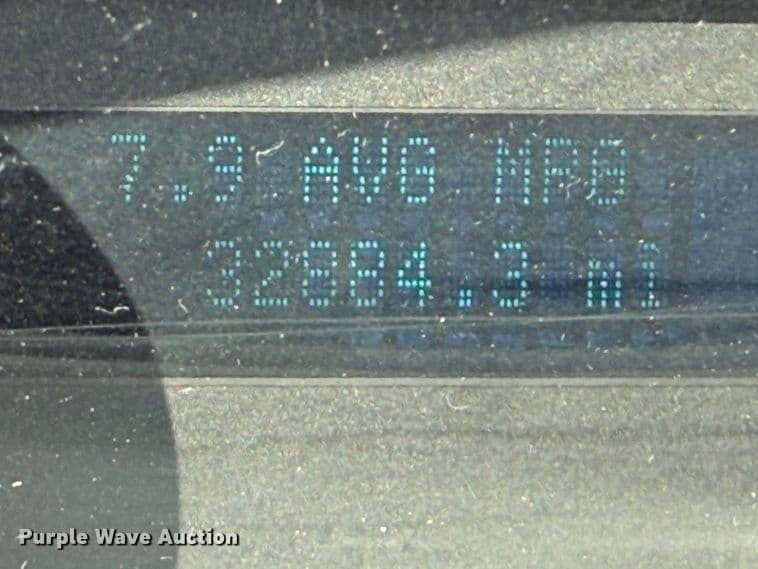 7.9 AVG MPG
32884.3 mi
Purple Wave Auction